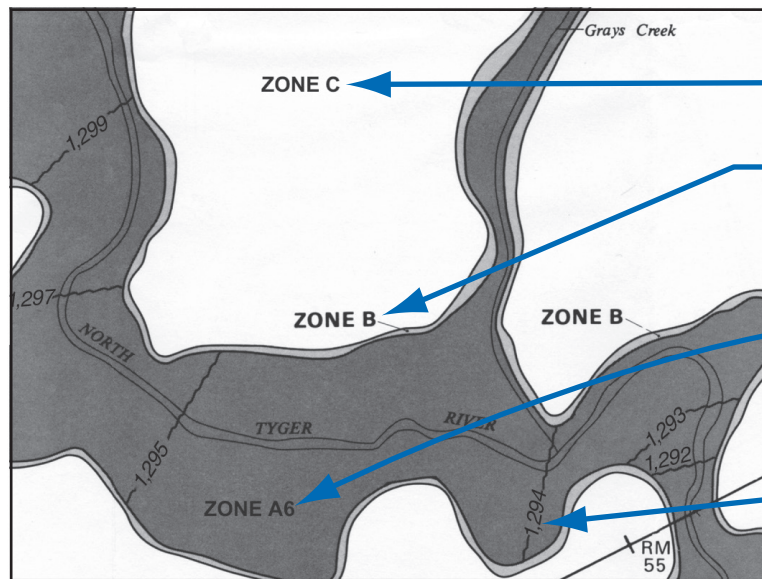 Grays Creek
ZONE C
1,299
1,297
ZONE B
ZONE B
NORTH
TYGER
RIVER
1,293
1,292
1,295
1,294
ZONE A6
RM
55